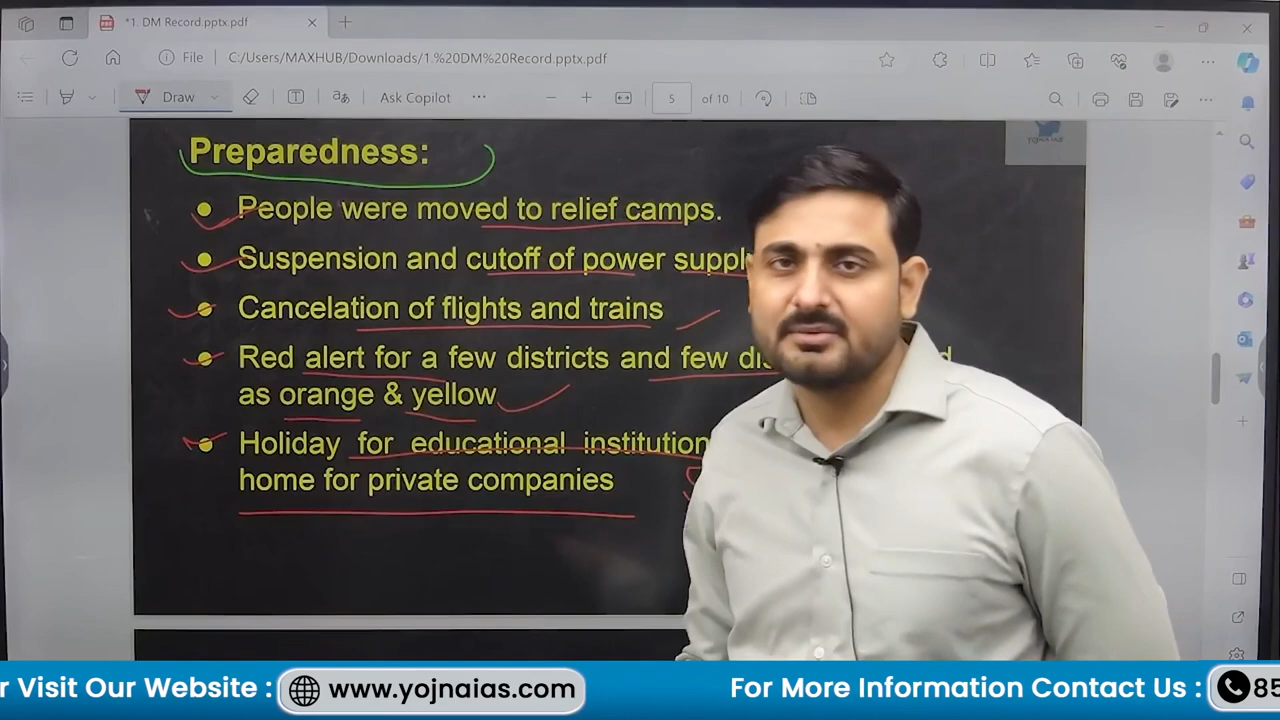 *1. DM Record.pptx.pdf
File
C:/Users/MAXHUB/Downloads/1.%20DM%20Record.pptx.pdf
Draw
Ask Copilot
5 of 10
YOJNA IAS
Preparedness:
People were moved to relief camps.
Suspension and cutoff of power
Cancelation of flights and trains
Red alert for a few districts and few
as orange & yellow
Holiday for educational
home for private companies
Visit Our Website :
www.yojnaias.com
For More Information Contact Us :
85